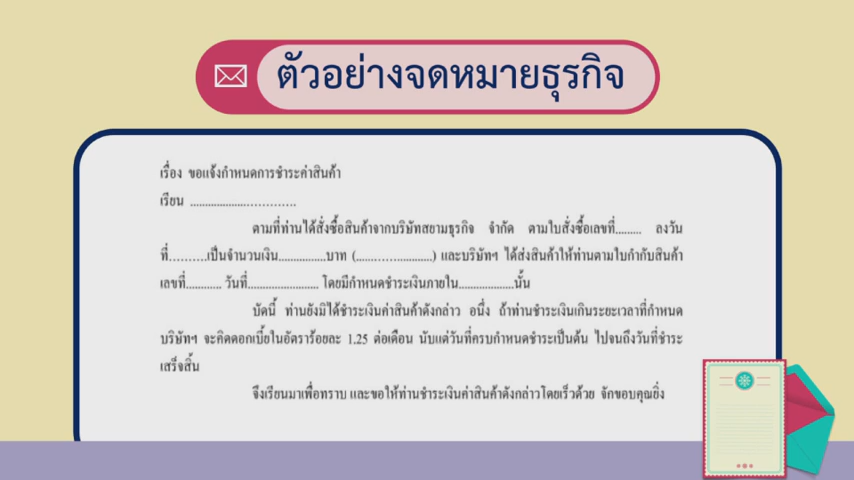 ตัวอย่างจดหมายธุรกิจ
เรื่อง ขอแจ้งกำหนดการชำระค่าสินค้า
เรียน ...............................
ตามที่ท่านได้สั่งซื้อสินค้าจากบริษัทสยามธุรกิจ จำกัด ตามใบสั่งซื้อเลขที่......... ลงวัน
ที่..........เป็นจำนวนเงิน................บาท (..........................) และบริษัทฯ ได้ส่งสินค้าให้ท่านตามใบกำกับสินค้า
เลขที่............ วันที่........................ โดยมีกำหนดชำระเงินภายใน...................นั้น
บัดนี้ ท่านยังมิได้ชำระเงินค่าสินค้าดังกล่าว อนึ่ง ถ้าท่านชำระเงินเกินระยะเวลาที่กำหนด
บริษัทฯ จะคิดดอกเบี้ยในอัตราร้อยละ 1.25 ต่อเดือน นับแต่วันที่ครบกำหนดชำระเป็นต้น ไปจนถึงวันที่ชำระ
เสร็จสิ้น
จึงเรียนมาเพื่อทราบ และขอให้ท่านชำระเงินค่าสินค้าดังกล่าวโดยเร็วด้วย จักขอบคุณยิ่ง